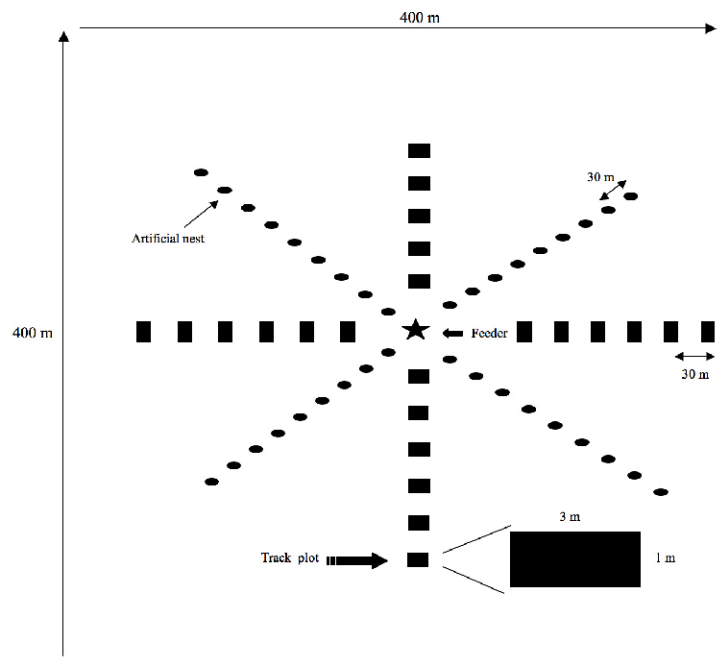 400 m
30 m
Artificial nest
400 m
Feeder
30 m
3 m
Track plot
1 m